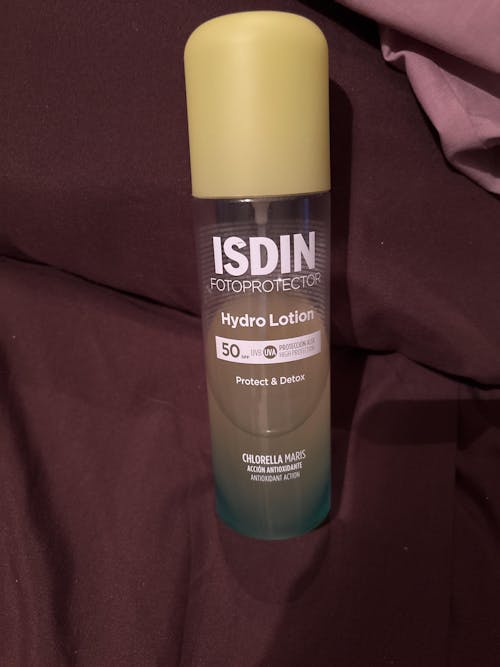 ISDIN
FOTOPROTECTOR
Hydro Lotion
50 SPF UVB UVA PROTECCIÓN ALTA
HIGH PROTECTION
Protect & Detox
CHLORELLA MARIS
ACCIÓN ANTIOXIDANTE
ANTIOXIDANT ACTION